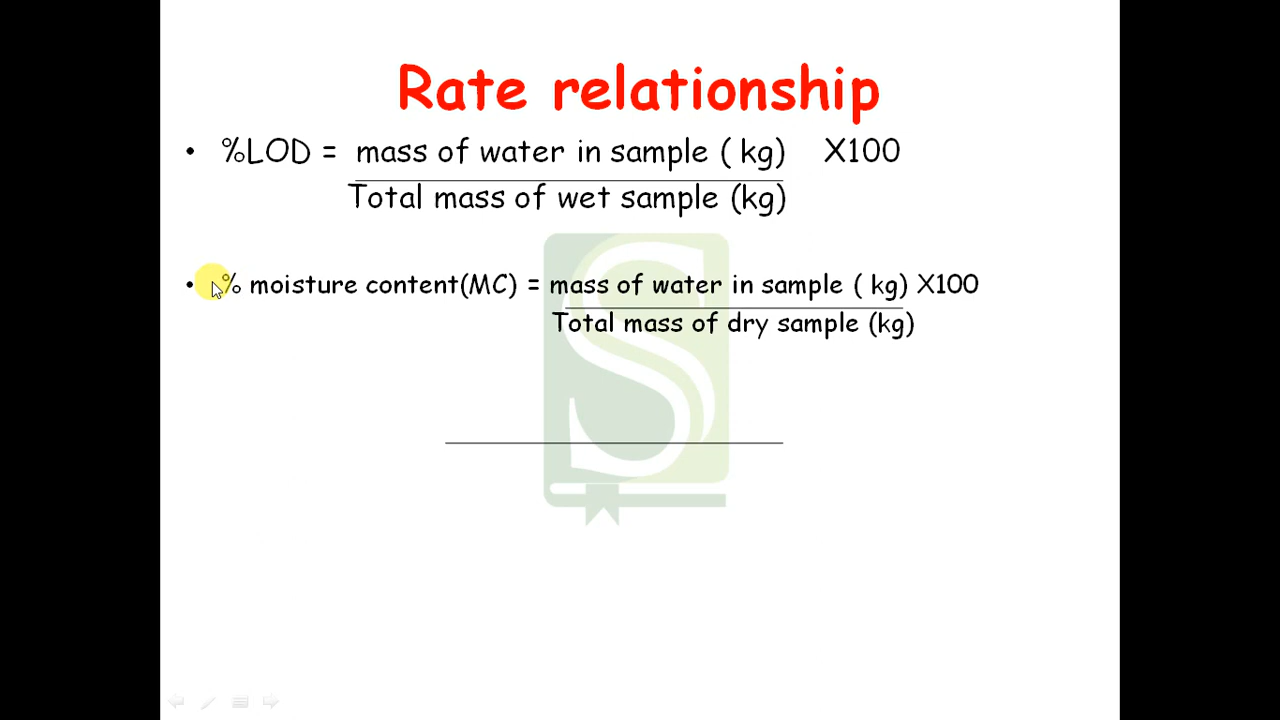 Rate relationship
• %LOD = mass of water in sample ( kg) X100
Total mass of wet sample (kg)
• % moisture content(MC) = mass of water in sample ( kg) X100
Total mass of dry sample (kg)
S